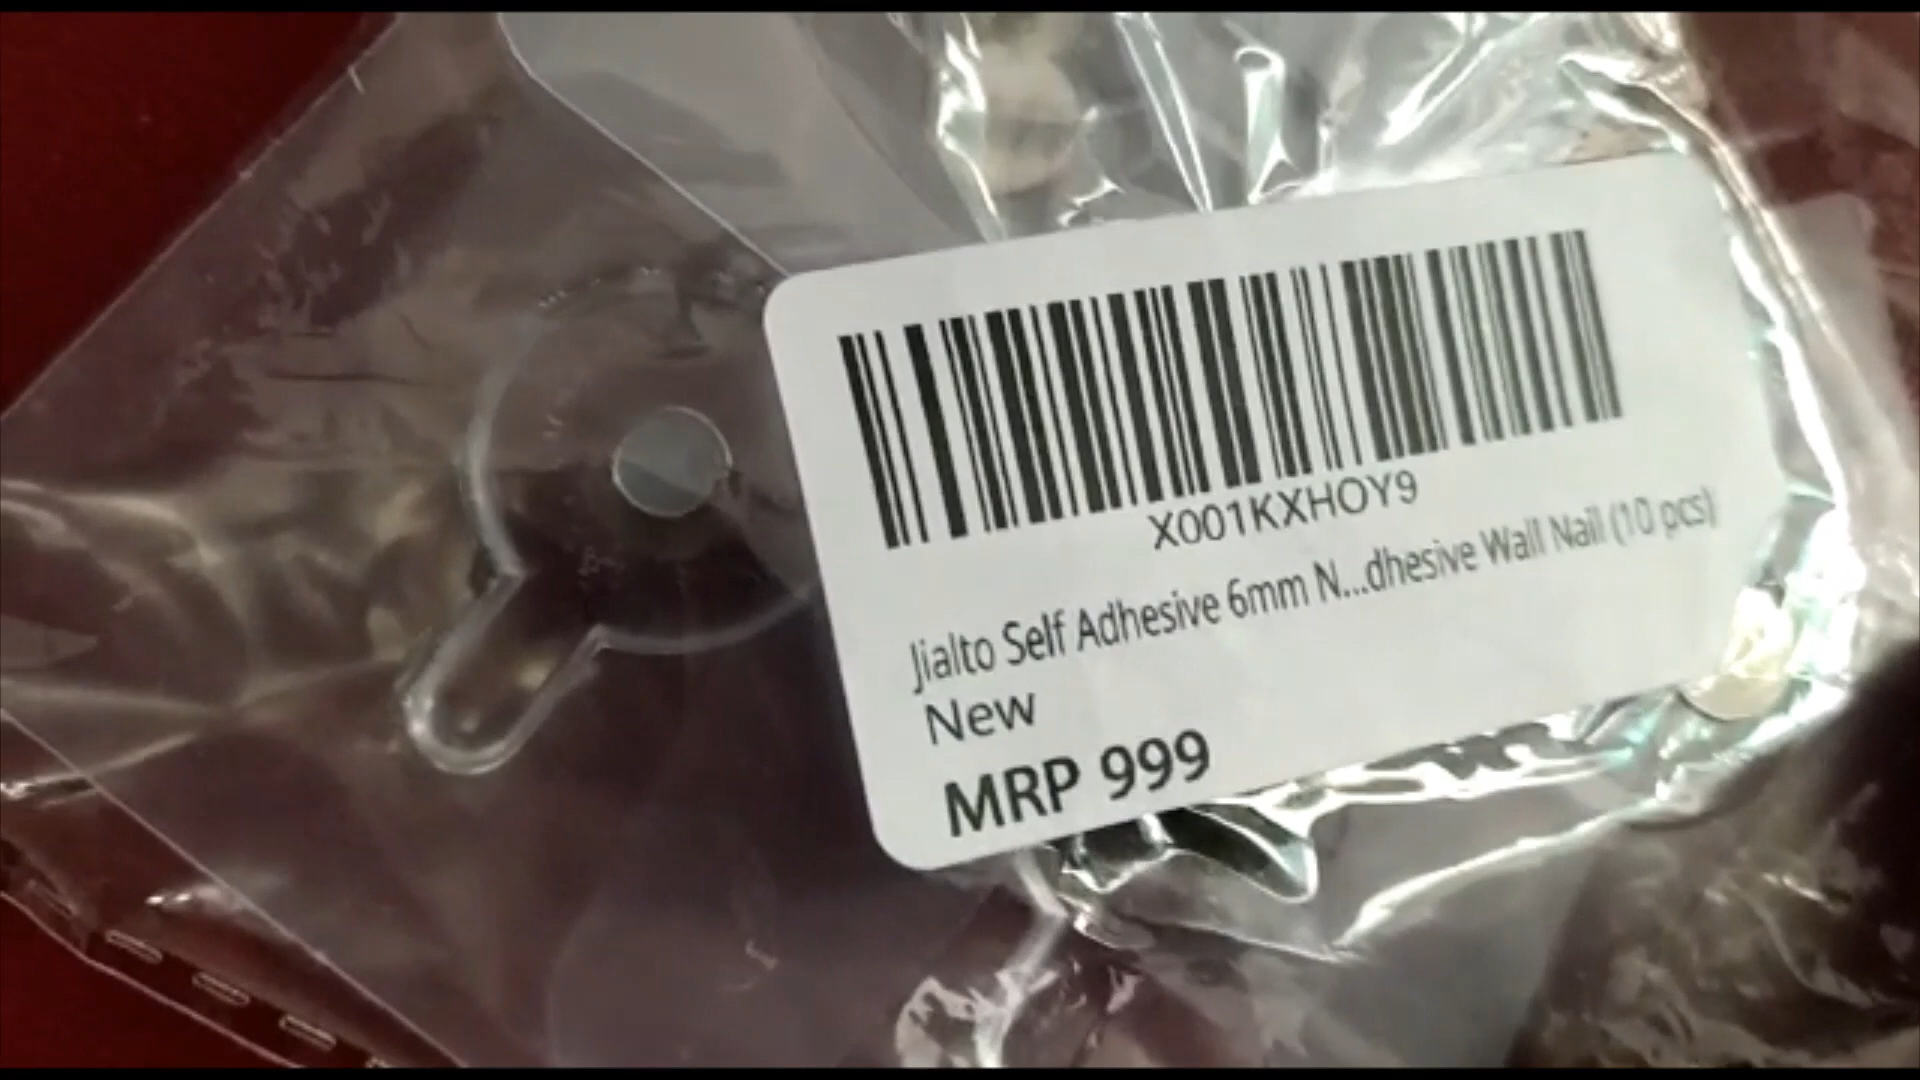 X001KXHOY9
Jialto Self Adhesive 6mm N...dhesive Wall Nail (10 pcs)
New
MRP 999